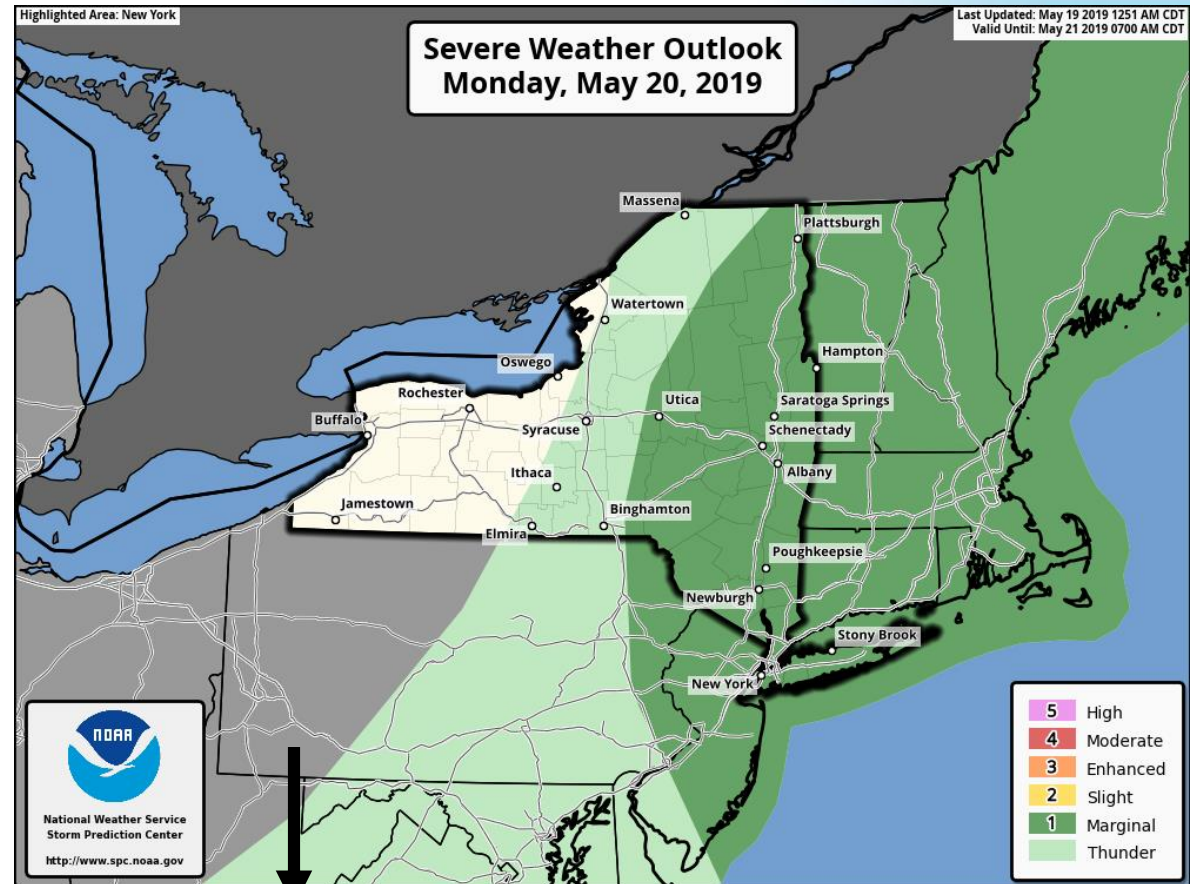 Highlighted Area: New York
Last Updated: May 19 2019 1251 AM CDT
Valid Until: May 21 2019 0700 AM CDT
Severe Weather Outlook
Monday, May 20, 2019
Massena
Plattsburgh
Watertown
Hampton
Oswego
Rochester
Utica
Saratoga Springs
Buffalo
Syracuse
Schenectady
Albany
Ithaca
Jamestown
Binghamton
Elmira
Poughkeepsie
Newburgh
Stony Brook
New York
NOAA
National Weather Service
Storm Prediction Center
http://www.spc.noaa.gov
5 High
4 Moderate
3 Enhanced
2 Slight
1 Marginal
Thunder